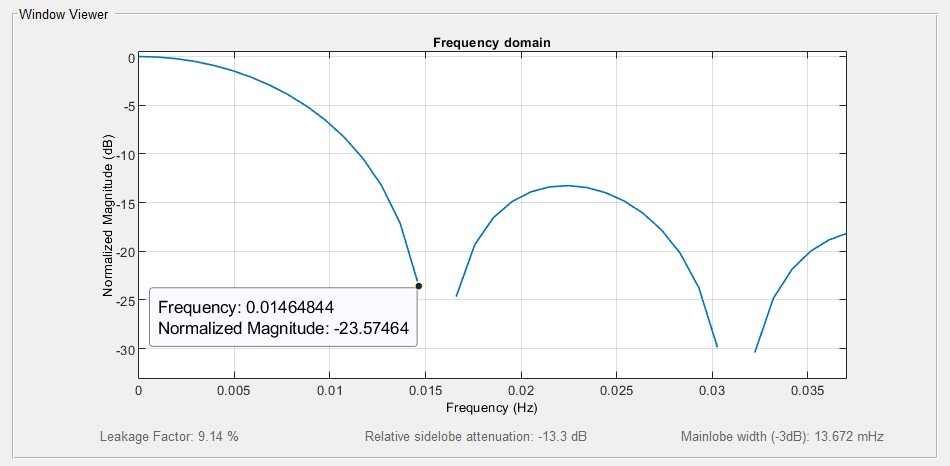 Window Viewer
Frequency domain
0
-5
-10
-15
-20
-25
-30
Normalized Magnitude (dB)
Frequency: 0.01464844
Normalized Magnitude: -23.57464
0 0.005 0.01 0.015 0.02 0.025 0.03 0.035
Frequency (Hz)
Leakage Factor: 9.14 % Relative sidelobe attenuation: -13.3 dB Mainlobe width (-3dB): 13.672 mHz